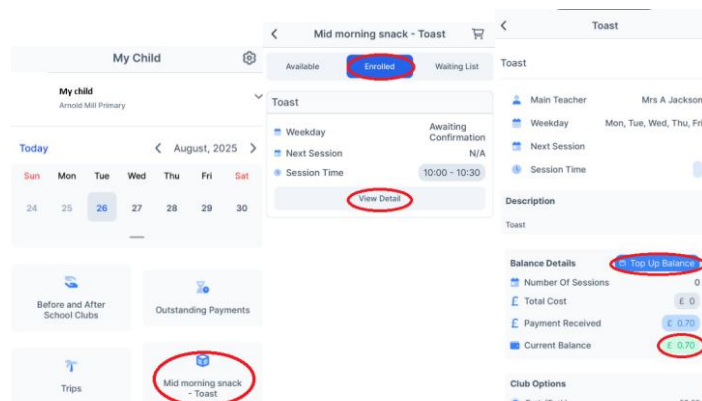 My Child
My child
Arnold Mill Primary
Today
August, 2025
Sun Mon Tue Wed Thu Fri Sat
24 25 26 27 28 29 30
Before and After
School Clubs
Outstanding Payments
Trips
Mid morning snack
- Toast
Mid morning snack - Toast
Available Enrolled Waiting List
Toast
Weekday Awaiting
Confirmation
Next Session N/A
Session Time 10:00 - 10:30
View Detail
Toast
Toast
Main Teacher Mrs A Jackson
Weekday Mon, Tue, Wed, Thu, Fri
Next Session
Session Time
Description
Toast
Balance Details Top Up Balance
Number Of Sessions 0
£ Total Cost £ 0
£ Payment Received £ 0.70
Current Balance £ 0.70
Club Options